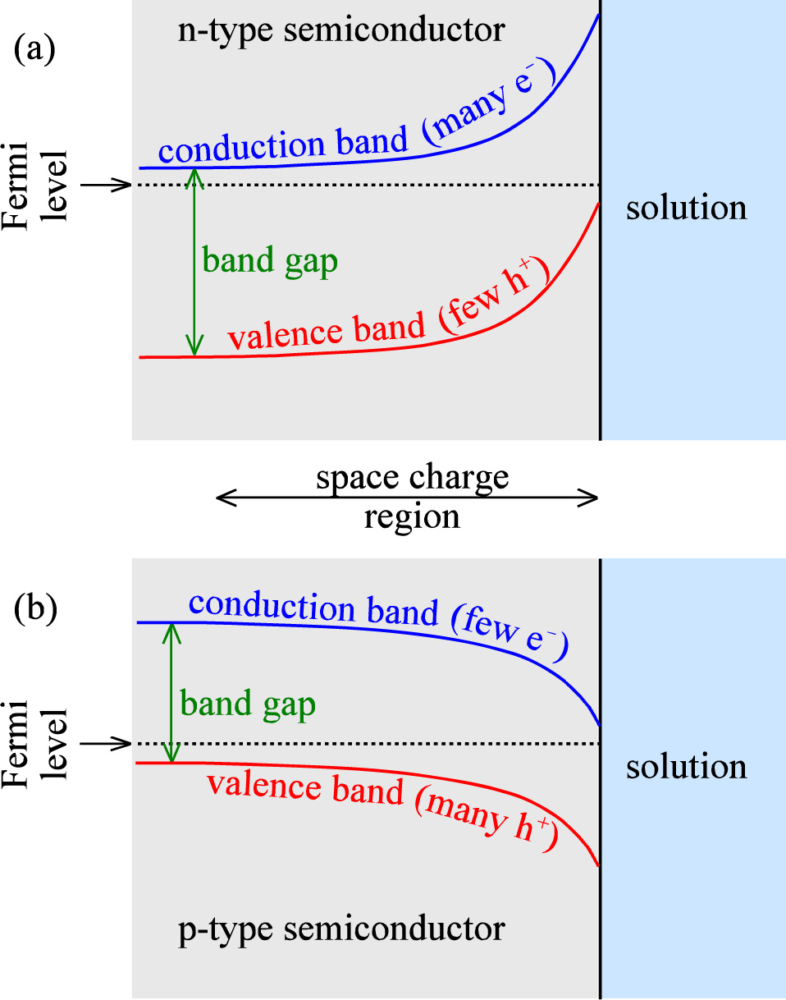 (a)
n-type semiconductor
conduction band (many e⁻)
Fermi
level
band gap
solution
valence band (few h⁺)
space charge
region
(b)
conduction band (few e⁻)
Fermi
level
band gap
solution
valence band (many h⁺)
p-type semiconductor